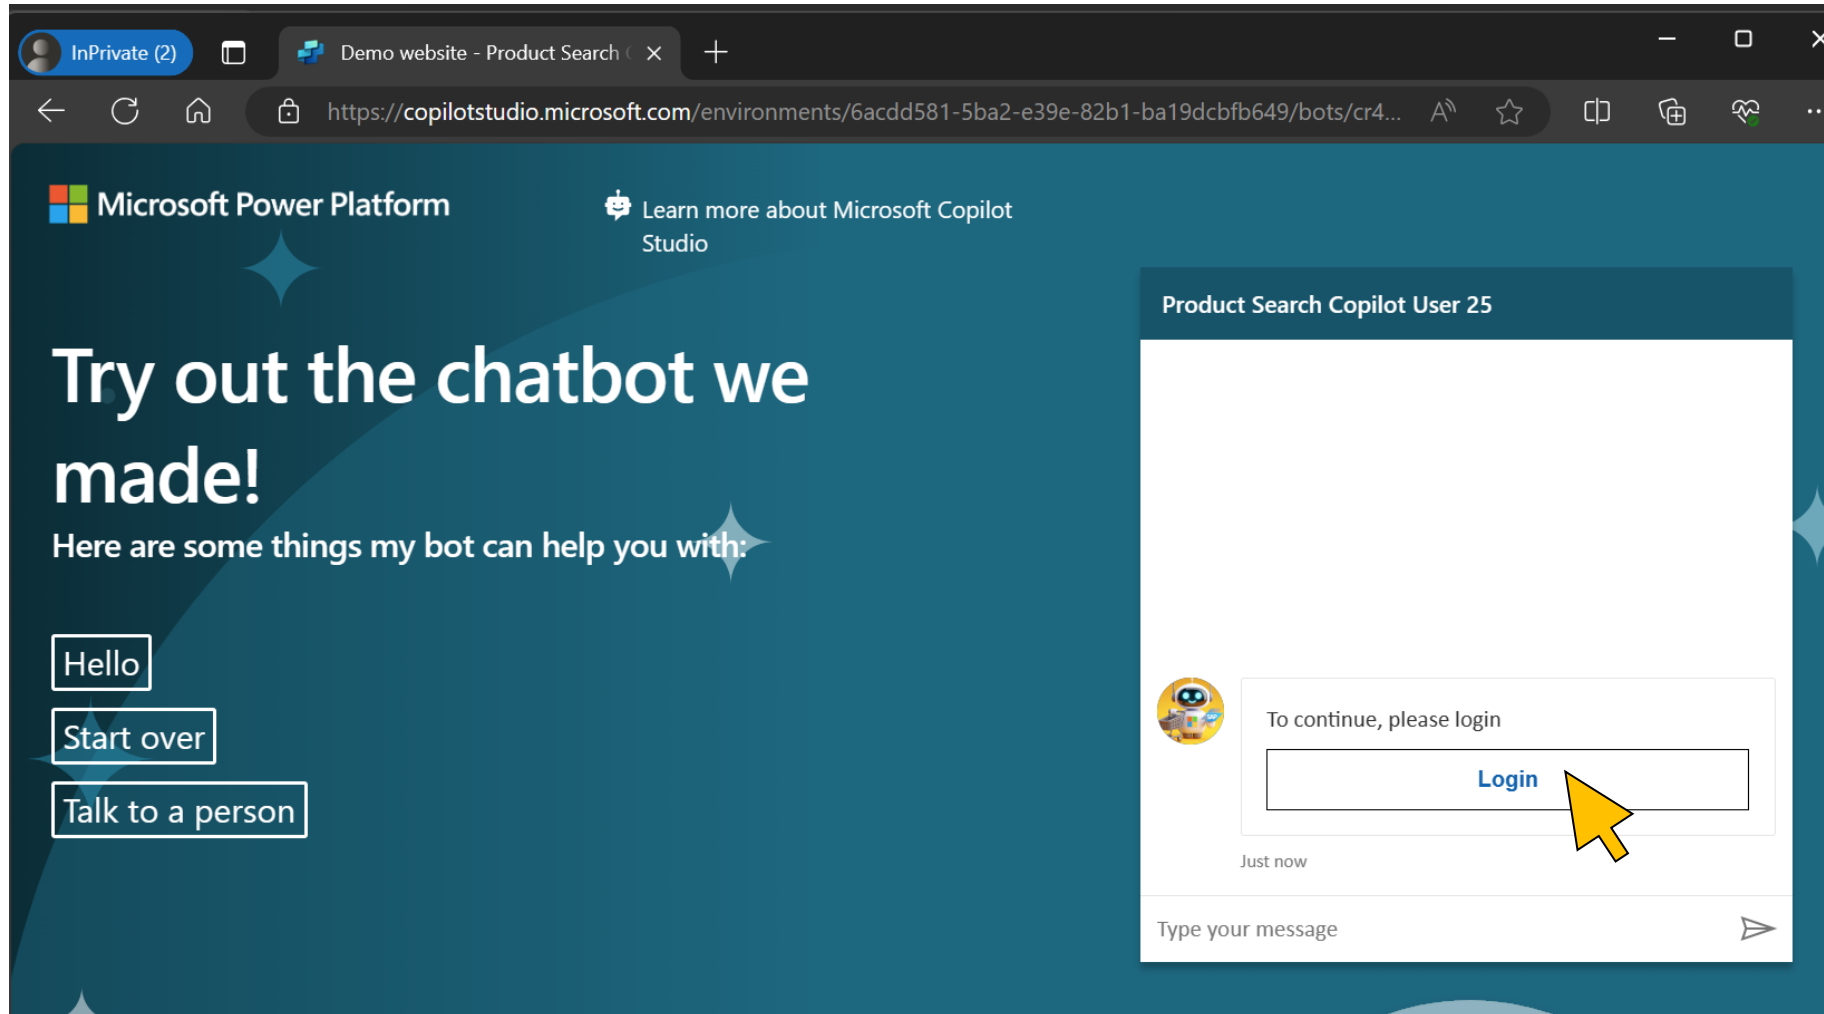 InPrivate (2)
Demo website - Product Search
https://copilotstudio.microsoft.com/environments/6acdd581-5ba2-e39e-82b1-ba19dcbfb649/bots/cr4...
Microsoft Power Platform
Learn more about Microsoft Copilot
Studio
Try out the chatbot we
made!
Here are some things my bot can help you with:
Hello
Start over
Talk to a person
Product Search Copilot User 25
To continue, please login
Login
Just now
Type your message